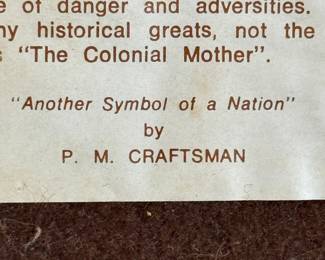 of danger and adversities.
historical greats, not the
"The Colonial Mother".
"Another Symbol of a Nation"
by
P. M. CRAFTSMAN